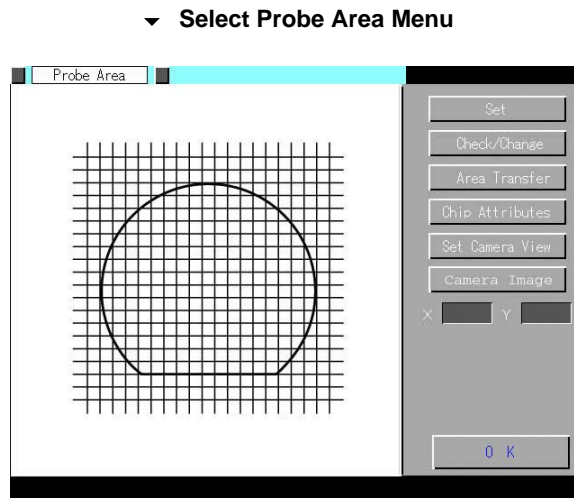 Select Probe Area Menu
Probe Area
Set
Check/Change
Area Transfer
Chip Attributes
Set Camera View
Camera Image
X Y
O K